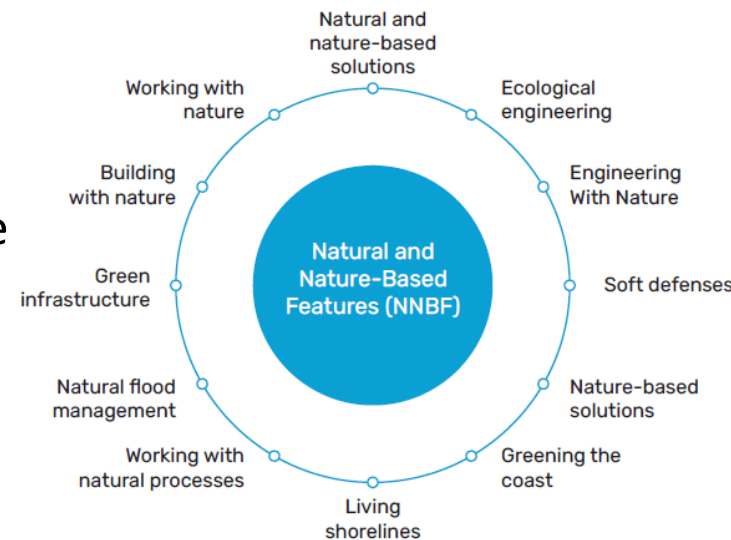 Natural and
nature-based
solutions
Working with
nature
Ecological
engineering
Building
with nature
Engineering
With Nature
e
Natural and
Nature-Based
Features (NNBF)
Green
infrastructure
Soft defenses
Natural flood
management
Nature-based
solutions
Working with
natural processes
Greening the
coast
Living
shorelines